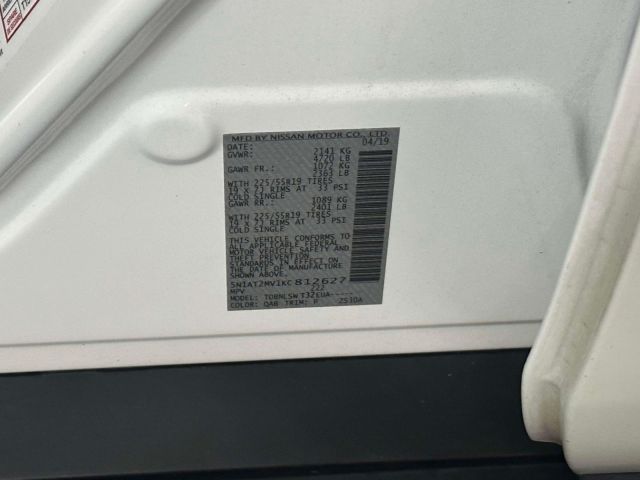 MFD BY NISSAN MOTOR CO., LTD.
DATE: 04/19
GVWR: 2141 KG
4720 LB
GAWR FR.: 1072 KG
2363 LB
WITH 225/55R19 TIRES
19 X 7J RIMS AT 33 PSI
COLD SINGLE
GAWR RR.: 1089 KG
2401 LB
WITH 225/55R19 TIRES
19 X 7J RIMS AT 33 PSI
COLD SINGLE
THIS VEHICLE CONFORMS TO
ALL APPLICABLE FEDERAL
MOTOR VEHICLE SAFETY AND
THEFT PREVENTION
STANDARDS IN EFFECT ON THE
DATE OF MANUFACTURE
SHOWN ABOVE.
5N1AT2MV1KC812627
MPV 222
MODEL: TDBNLSWT32EUA-----
COLOR: QAB TRIM: P 2510A